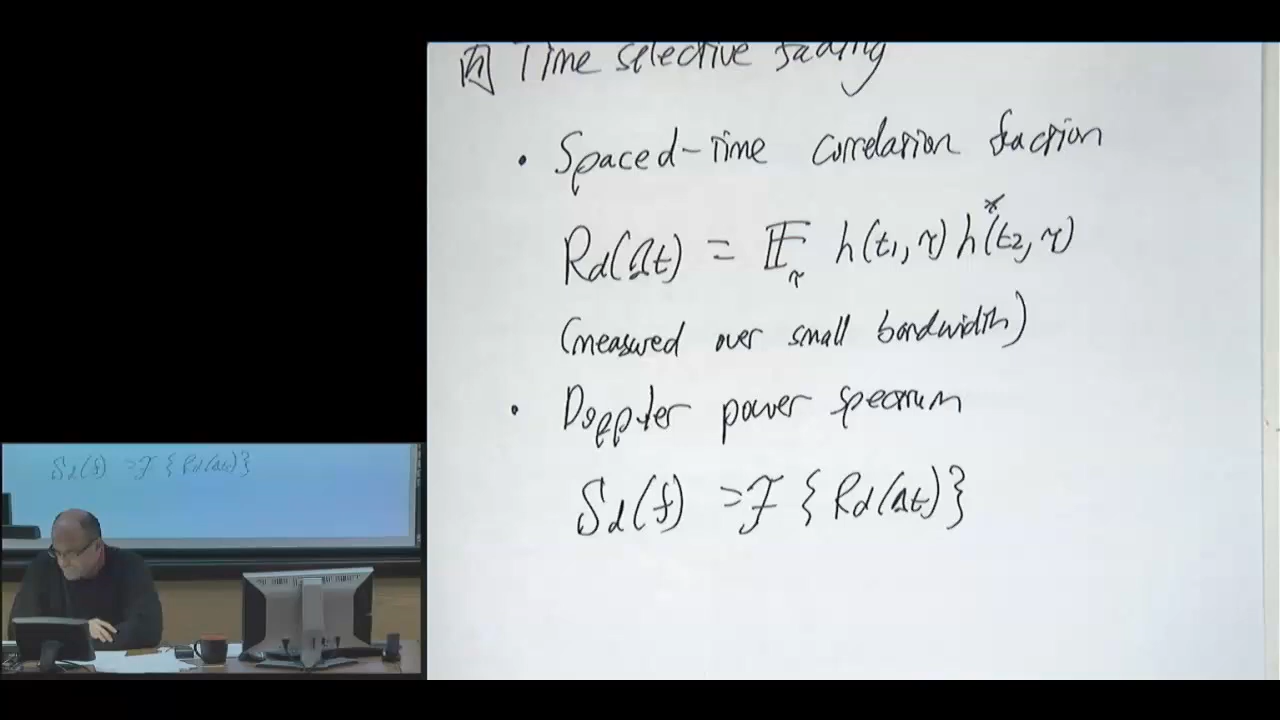 Time selective fading
• Spaced-Time correlation function
Rd(Δt) = 𝔼τ h(t1, τ) h*(t2, τ)
(measured over small bandwidth)
• Doppler power spectrum
Sd(f) = ℱ {Rd(Δt)}
Sd(f) = ℱ {Rd(Δt)}